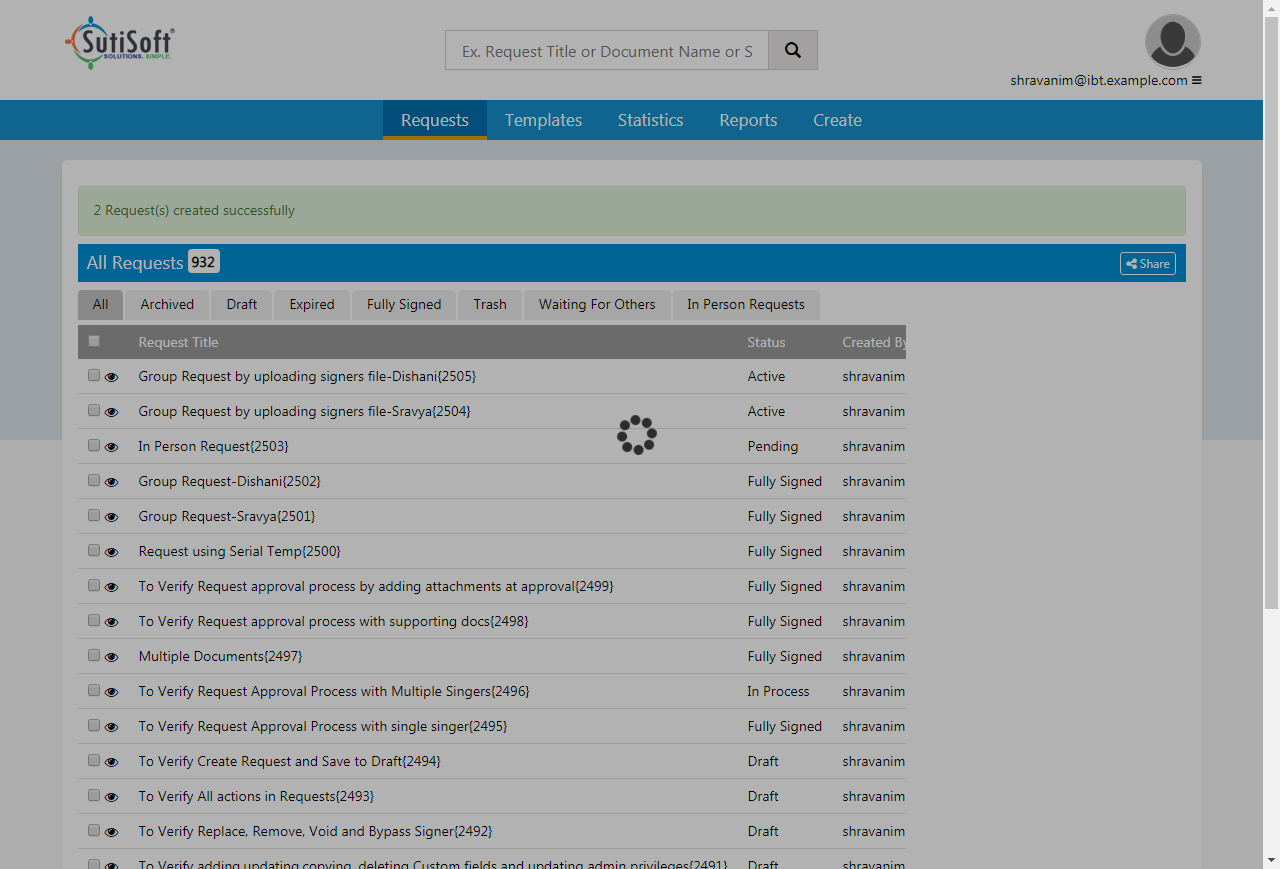 SutiSoft®
SOLUTIONS. SIMPLE.
Ex. Request Title or Document Name or S
shravanim@ibt.example.com
Requests Templates Statistics Reports Create
2 Request(s) created successfully
All Requests 932 Share
All Archived Draft Expired Fully Signed Trash Waiting For Others In Person Requests
Request Title Status Created By
Group Request by uploading signers file-Dishani{2505} Active shravanim
Group Request by uploading signers file-Sravya{2504} Active shravanim
In Person Request{2503} Pending shravanim
Group Request-Dishani{2502} Fully Signed shravanim
Group Request-Sravya{2501} Fully Signed shravanim
Request using Serial Temp{2500} Fully Signed shravanim
To Verify Request approval process by adding attachments at approval{2499} Fully Signed shravanim
To Verify Request approval process with supporting docs{2498} Fully Signed shravanim
Multiple Documents{2497} Fully Signed shravanim
To Verify Request Approval Process with Multiple Singers{2496} In Process shravanim
To Verify Request Approval Process with single singer{2495} Fully Signed shravanim
To Verify Create Request and Save to Draft{2494} Draft shravanim
To Verify All actions in Requests{2493} Draft shravanim
To Verify Replace, Remove, Void and Bypass Signer{2492} Draft shravanim
To Verify adding updating copying, deleting Custom fields and updating admin privileges{2491} Draft shravanim